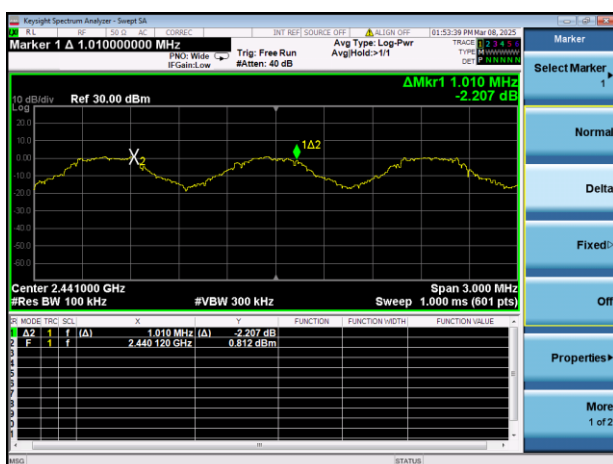 Keysight Spectrum Analyzer - Swept SA
RL RF 50 Ω AC CORREC INT REF SOURCE OFF ALIGN OFF 01:53:39 PM Mar 08, 2025
Marker 1 Δ 1.010000000 MHz
PNO: Wide
IFGain:Low
Trig: Free Run
#Atten: 40 dB
Avg Type: Log-Pwr
Avg|Hold:>1/1
TRACE 1 2 3 4 5
TYPE M
DET P N N N N N
ΔMkr1 1.010 MHz
-2.207 dB
10 dB/div Ref 30.00 dBm
Log
20.0
10.0
0.00
-10.0
-20.0
-30.0
-40.0
-50.0
-60.0
X2
1Δ2
Center 2.441000 GHz
Span 3.000 MHz
#Res BW 100 kHz
#VBW 300 kHz
Sweep 1.000 ms (601 pts)
MODE TRC SCL X Y FUNCTION FUNCTION WIDTH FUNCTION VALUE
1 Δ2 1 f (Δ) 1.010 MHz (Δ) -2.207 dB
2 F 1 f 2.440 120 GHz 0.812 dBm
3
4
5
6
7
8
9
MSG
STATUS
Marker
Select Marker
1
Normal
Delta
Fixed
Off
Properties
More
1 of 2